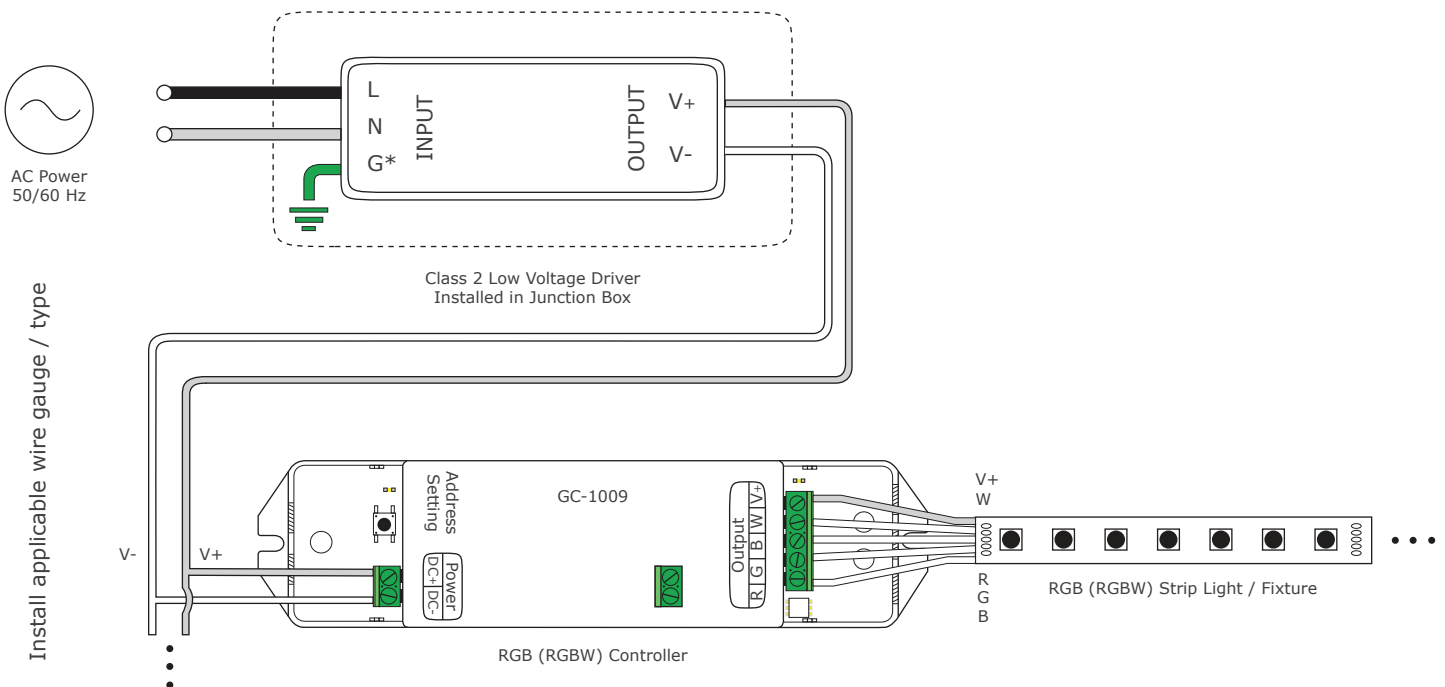 AC Power
50/60 Hz
L
N
G*
INPUT
OUTPUT
V+
V-
Class 2 Low Voltage Driver
Installed in Junction Box
Install applicable wire gauge / type
V-
V+
Address
Setting
Power
DC+ DC-
GC-1009
Output
R G B W V+
RGB (RGBW) Controller
V+
W
R
G
B
RGB (RGBW) Strip Light / Fixture